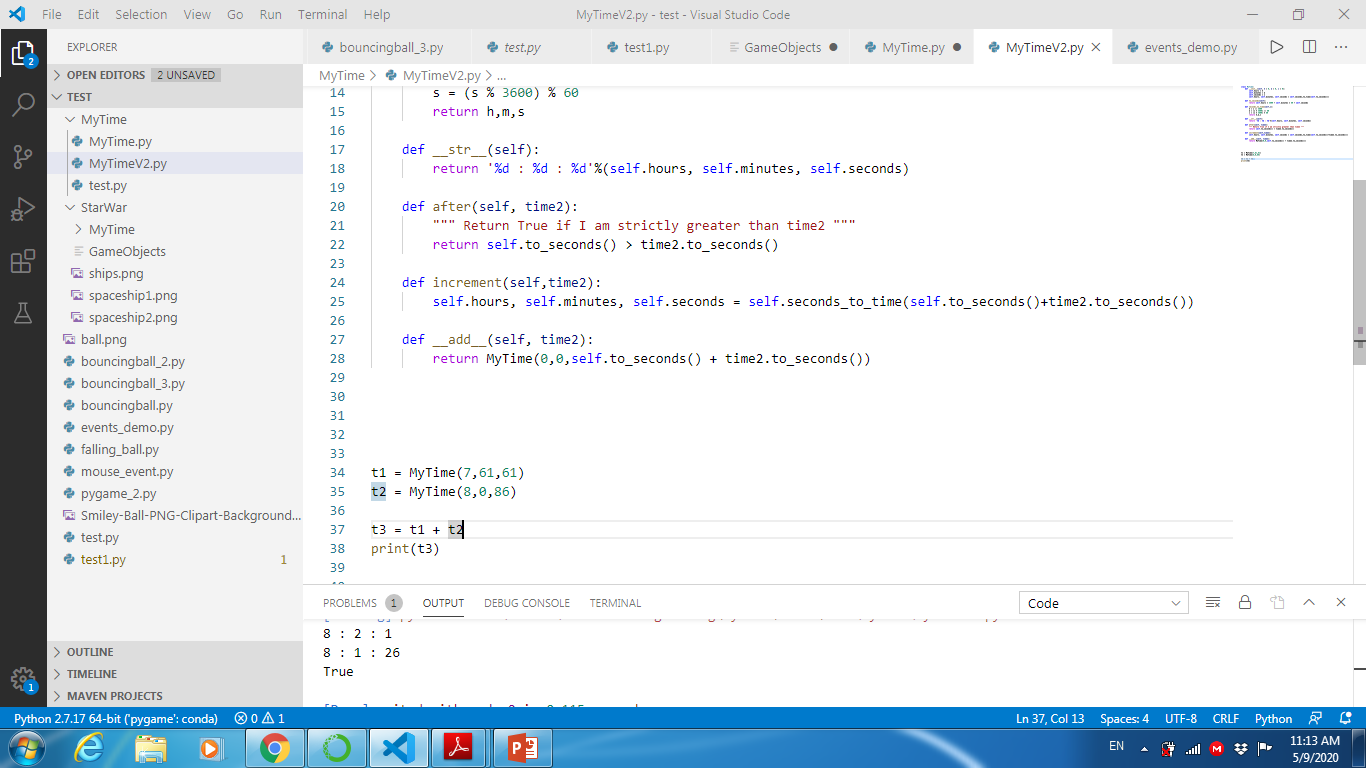 File Edit Selection View Go Run Terminal Help MyTimeV2.py - test - Visual Studio Code
EXPLORER
OPEN EDITORS 2 UNSAVED
TEST
MyTime
MyTime.py
MyTimeV2.py
test.py
StarWar
MyTime
GameObjects
ships.png
spaceship1.png
spaceship2.png
ball.png
bouncingball_2.py
bouncingball_3.py
bouncingball.py
events_demo.py
falling_ball.py
mouse_event.py
pygame_2.py
Smiley-Ball-PNG-Clipart-Background...
test.py
test1.py 1
OUTLINE
TIMELINE
MAVEN PROJECTS
2
1
bouncingball_3.py test.py test1.py GameObjects MyTime.py MyTimeV2.py events_demo.py
MyTime > MyTimeV2.py > ...
14 s = (s % 3600) % 60
15 return h,m,s
16
17 def __str__(self):
18 return '%d : %d : %d'%(self.hours, self.minutes, self.seconds)
19
20 def after(self, time2):
21 """ Return True if I am strictly greater than time2 """
22 return self.to_seconds() > time2.to_seconds()
23
24 def increment(self,time2):
25 self.hours, self.minutes, self.seconds = self.seconds_to_time(self.to_seconds()+time2.to_seconds())
26
27 def __add__(self, time2):
28 return MyTime(0,0,self.to_seconds() + time2.to_seconds())
29
30
31
32
33
34 t1 = MyTime(7,61,61)
35 t2 = MyTime(8,0,86)
36
37 t3 = t1 + t2
38 print(t3)
39
PROBLEMS 1 OUTPUT DEBUG CONSOLE TERMINAL Code
8 : 2 : 1
8 : 1 : 26
True
Python 2.7.17 64-bit ('pygame': conda) 0 1 Ln 37, Col 13 Spaces: 4 UTF-8 CRLF Python
EN 11:13 AM
5/9/2020